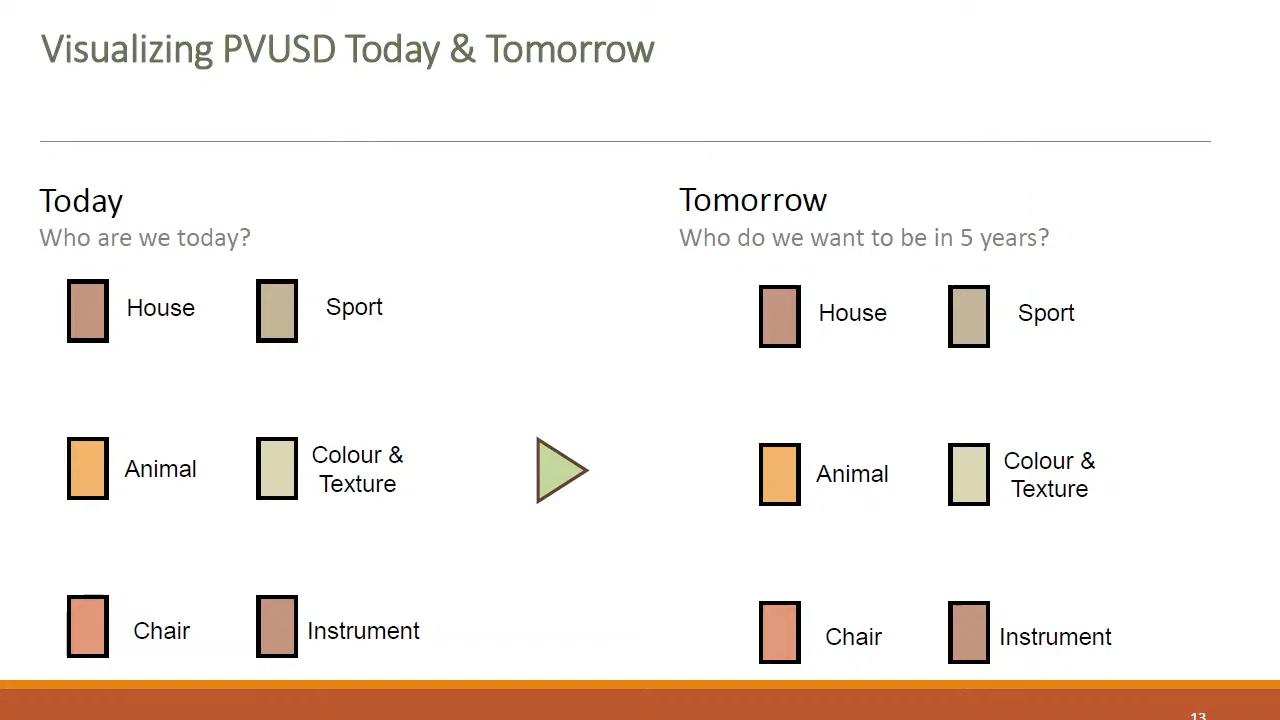 Visualizing PVUSD Today & Tomorrow
Today
Who are we today?
House
Sport
Animal
Colour &
Texture
Chair
Instrument
Tomorrow
Who do we want to be in 5 years?
House
Sport
Animal
Colour &
Texture
Chair
Instrument
13